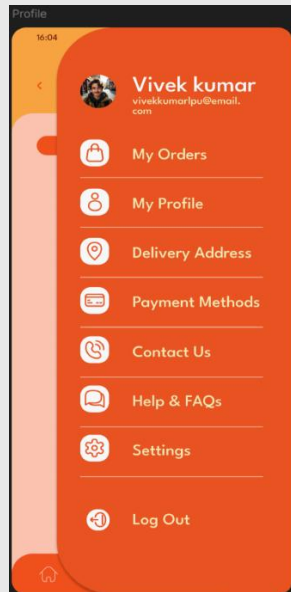 Profile
16:04
Vivek kumar
vivekkumarlpu@email.
com
My Orders
My Profile
Delivery Address
Payment Methods
Contact Us
Help & FAQs
Settings
Log Out